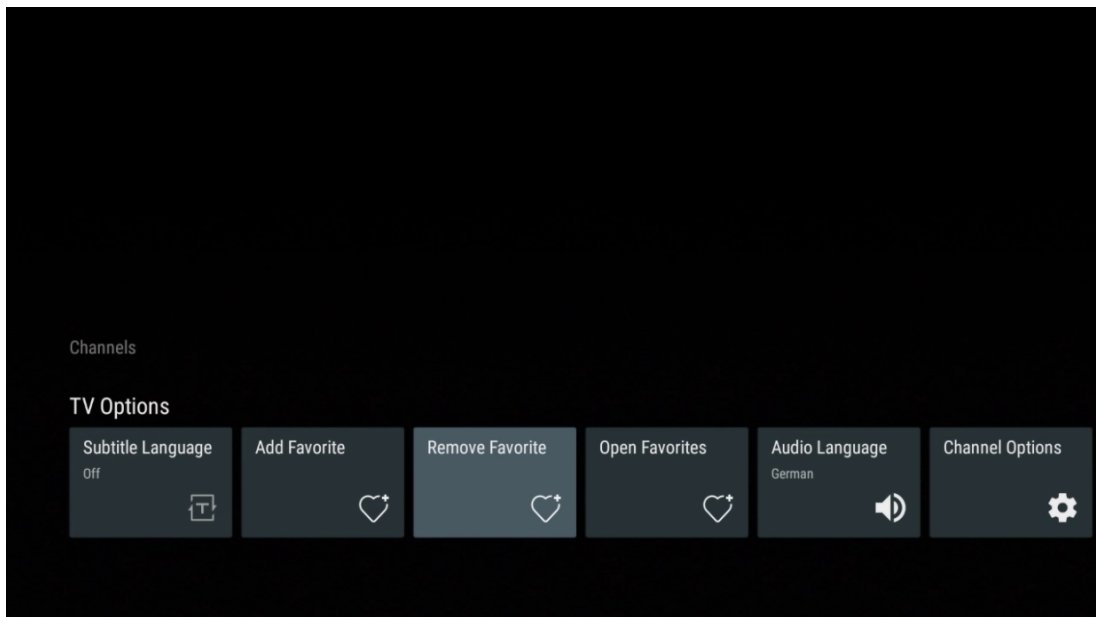 Channels
TV Options
Subtitle Language
Off
Add Favorite
Remove Favorite
Open Favorites
Audio Language
German
Channel Options